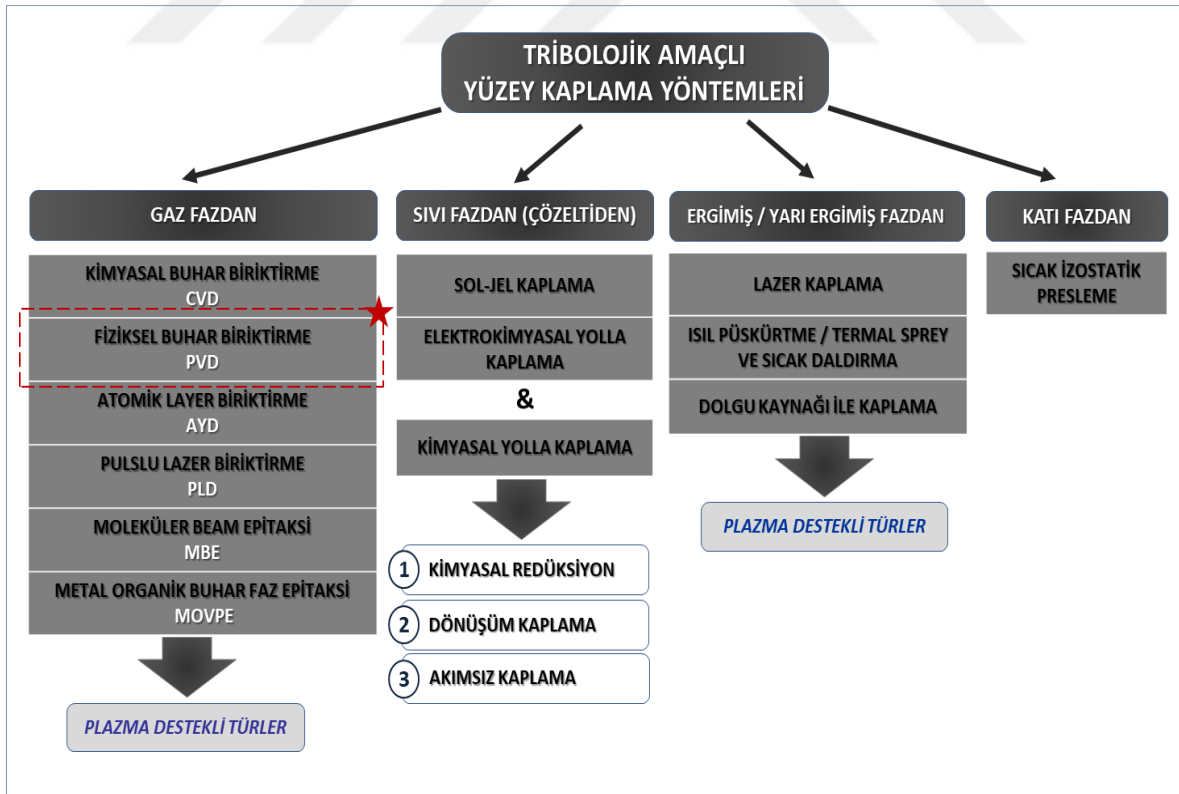 TRİBOLOJİK AMAÇLI
YÜZEY KAPLAMA YÖNTEMLERİ
GAZ FAZDAN
KİMYASAL BUHAR BİRİKTİRME
CVD
FİZİKSEL BUHAR BİRİKTİRME
PVD
ATOMİK LAYER BİRİKTİRME
AYD
PULSLU LAZER BİRİKTİRME
PLD
MOLEKÜLER BEAM EPİTAKSİ
MBE
METAL ORGANİK BUHAR FAZ EPİTAKSİ
MOVPE
PLAZMA DESTEKLİ TÜRLER
SIVI FAZDAN (ÇÖZELTİDEN)
SOL-JEL KAPLAMA
ELEKTROKİMYASAL YOLLA
KAPLAMA
&
KİMYASAL YOLLA KAPLAMA
1 KİMYASAL REDÜKSİYON
2 DÖNÜŞÜM KAPLAMA
3 AKIMSIZ KAPLAMA
ERGİMİŞ / YARI ERGİMİŞ FAZDAN
LAZER KAPLAMA
ISIL PÜSKÜRTME / TERMAL SPREY
VE SICAK DALDIRMA
DOLGU KAYNAĞI İLE KAPLAMA
PLAZMA DESTEKLİ TÜRLER
KATI FAZDAN
SICAK İZOSTATİK
PRESLEME